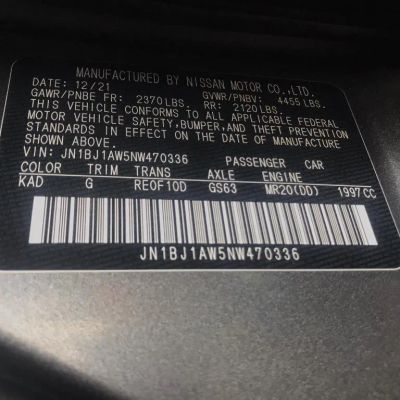 MANUFACTURED BY NISSAN MOTOR CO.,LTD.
DATE: 12/21 GVWR/PNBV: 4455 LBS.
GAWR/PNBE FR: 2370LBS. RR: 2120LBS.
THIS VEHICLE CONFORMS TO ALL APPLICABLE FEDERAL
MOTOR VEHICLE SAFETY,BUMPER,AND THEFT PREVENTION
STANDARDS IN EFFECT ON THE DATE OF MANUFACTURE
SHOWN ABOVE.
VIN: JN1BJ1AW5NW470336 PASSENGER CAR
COLOR TRIM TRANS AXLE ENGINE
KAD G RE0F10D GS63 MR20(DD) 1997CC
JN1BJ1AW5NW470336